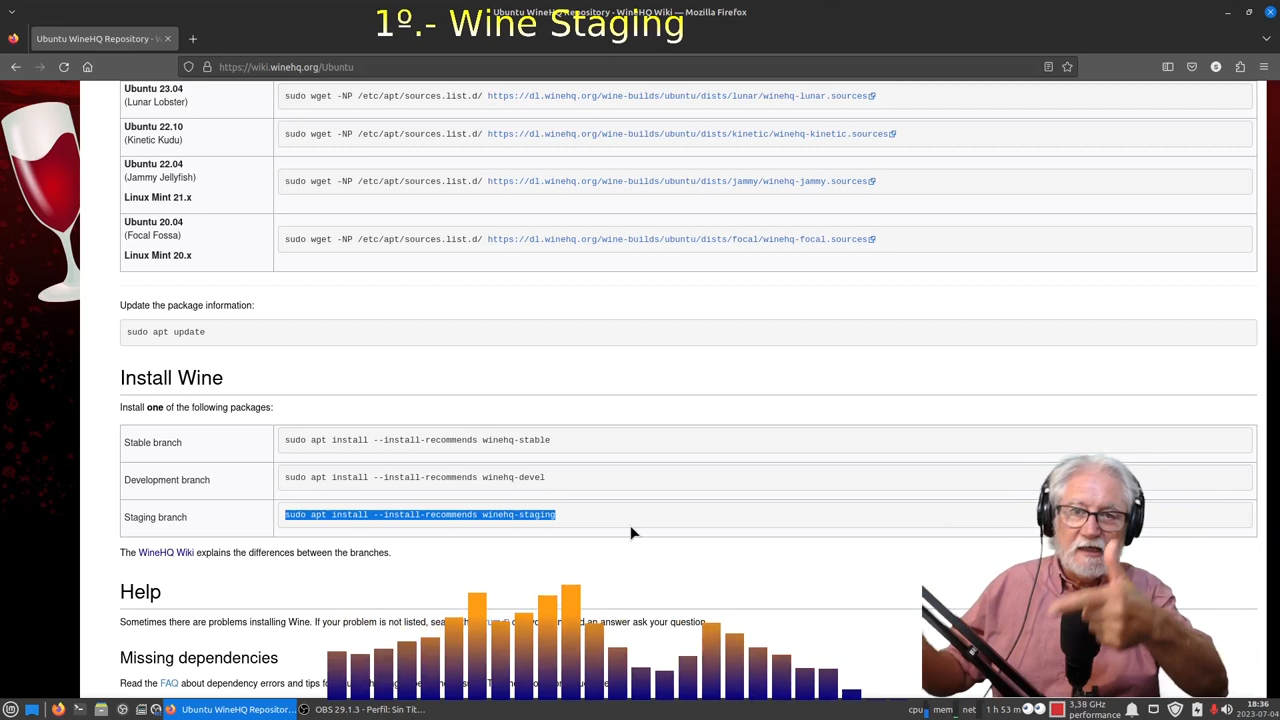 Ubuntu WineHQ Repository - WineHQ Wiki — Mozilla Firefox
1º.- Wine Staging
Ubuntu WineHQ Repository - W
https://wiki.winehq.org/Ubuntu
Ubuntu 23.04
(Lunar Lobster)
sudo wget -NP /etc/apt/sources.list.d/ https://dl.winehq.org/wine-builds/ubuntu/dists/lunar/winehq-lunar.sources
Ubuntu 22.10
(Kinetic Kudu)
sudo wget -NP /etc/apt/sources.list.d/ https://dl.winehq.org/wine-builds/ubuntu/dists/kinetic/winehq-kinetic.sources
Ubuntu 22.04
(Jammy Jellyfish)
Linux Mint 21.x
sudo wget -NP /etc/apt/sources.list.d/ https://dl.winehq.org/wine-builds/ubuntu/dists/jammy/winehq-jammy.sources
Ubuntu 20.04
(Focal Fossa)
Linux Mint 20.x
sudo wget -NP /etc/apt/sources.list.d/ https://dl.winehq.org/wine-builds/ubuntu/dists/focal/winehq-focal.sources
Update the package information:
sudo apt update
Install Wine
Install one of the following packages:
Stable branch
sudo apt install --install-recommends winehq-stable
Development branch
sudo apt install --install-recommends winehq-devel
Staging branch
sudo apt install --install-recommends winehq-staging
The WineHQ Wiki explains the differences between the branches.
Help
Sometimes there are problems installing Wine. If your problem is not listed, an answer ask your question
Missing dependencies
Read the FAQ about dependency errors and tips
Ubuntu WineHQ Repositor...
OBS 29.1.3 - Perfil: Sin Tít...
cpu mem net 1 h 53 m
3,38 GHz
performance
18:36
2023-07-04